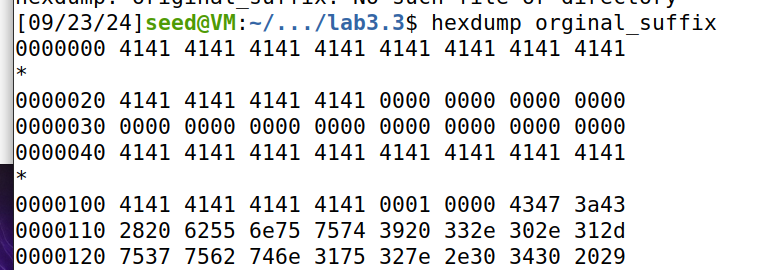 hexdump: original_suffix: No such file or directory
[09/23/24]seed@VM:~/.../lab3.3$ hexdump orginal_suffix
0000000 4141 4141 4141 4141 4141 4141 4141 4141
*
0000020 4141 4141 4141 4141 0000 0000 0000 0000
0000030 0000 0000 0000 0000 0000 0000 0000 0000
0000040 4141 4141 4141 4141 4141 4141 4141 4141
*
0000100 4141 4141 4141 4141 0001 0000 4347 3a43
0000110 2820 6255 6e75 7574 3920 332e 302e 312d
0000120 7537 7562 746e 3175 327e 2e30 3430 2029